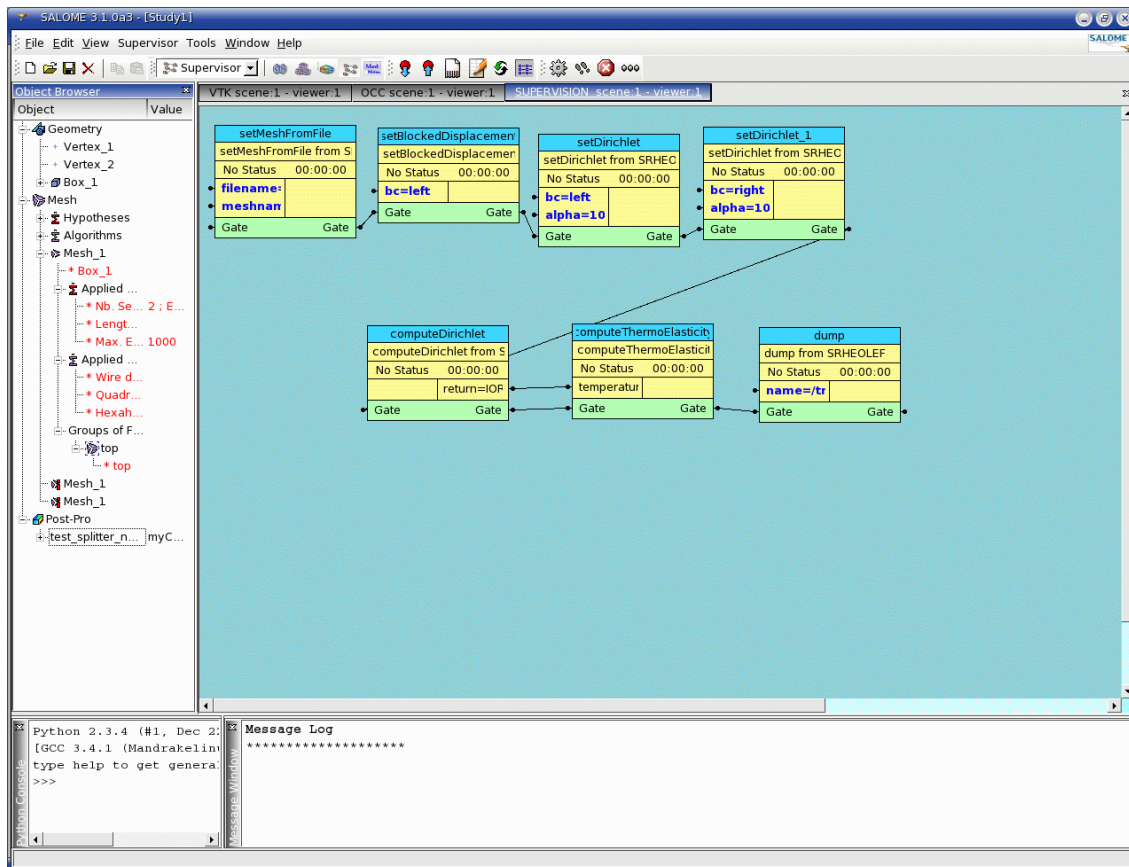 SALOME 3.1.0a3 - [Study1]
File Edit View Supervisor Tools Window Help
SALOME
Supervisor
Object Browser
Object Value
Geometry
Vertex_1
Vertex_2
Box_1
Mesh
Hypotheses
Algorithms
Mesh_1
* Box_1
Applied ...
* Nb. Se... 2 ; E...
* Lengt...
* Max. E... 1000
Applied ...
* Wire d...
* Quadr...
* Hexah...
Groups of F...
top
* top
Mesh_1
Mesh_1
Post-Pro
test_splitter_n... myC...
VTK scene:1 - viewer:1 OCC scene:1 - viewer:1 SUPERVISION scene:1 - viewer:1
setMeshFromFile
setMeshFromFile from S
No Status 00:00:00
filename=
meshnam
Gate Gate
setBlockedDisplacement
setBlockedDisplacemen
No Status 00:00:00
bc=left
Gate Gate
setDirichlet
setDirichlet from SRHEO
No Status 00:00:00
bc=left
alpha=10
Gate Gate
setDirichlet_1
setDirichlet from SRHEO
No Status 00:00:00
bc=right
alpha=10
Gate Gate
computeDirichlet
computeDirichlet from S
No Status 00:00:00
return=IOR
Gate Gate
computeThermoElasticity
computeThermoElasticit
No Status 00:00:00
temperatur
Gate Gate
dump
dump from SRHEOLEF
No Status 00:00:00
name=/tr
Gate Gate
Python Console
Python 2.3.4 (#1, Dec 22
[GCC 3.4.1 (Mandrakelinu
type help to get general
>>>
Message Window
Message Log
********************